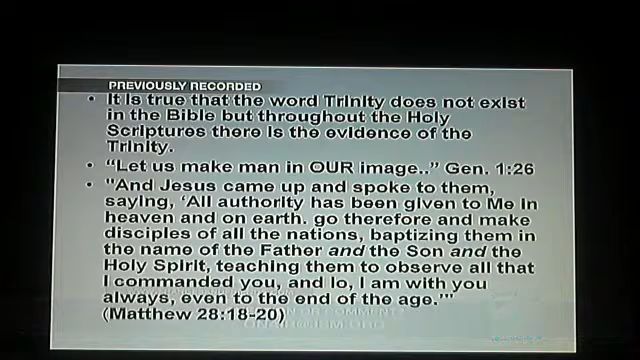 PREVIOUSLY RECORDED
• It is true that the word Trinity does not exist
in the Bible but throughout the Holy
Scriptures there is the evidence of the
Trinity.
• “Let us make man in OUR image..” Gen. 1:26
• "And Jesus came up and spoke to them,
saying, ‘All authority has been given to Me in
heaven and on earth. go therefore and make
disciples of all the nations, baptizing them in
the name of the Father and the Son and the
Holy Spirit, teaching them to observe all that
I commanded you, and lo, I am with you
always, even to the end of the age.’"
OR COMMENT?
(Matthew 28:18-20)